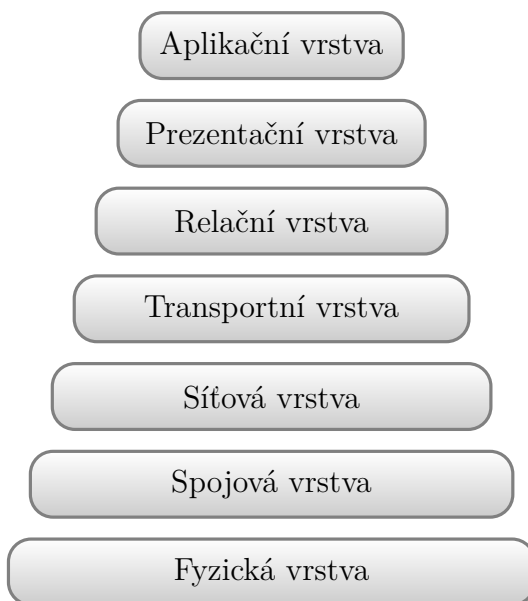 Aplikační vrstva
Prezentační vrstva
Relační vrstva
Transportní vrstva
Síťová vrstva
Spojová vrstva
Fyzická vrstva